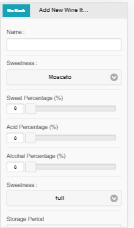 Add New Wine It...
Name :
Sweetness :
Moscato
Sweet Percentage (%)
0
Acid Percentage (%)
0
Alcohol Percentage (%)
0
Sweetness :
full
Storage Period